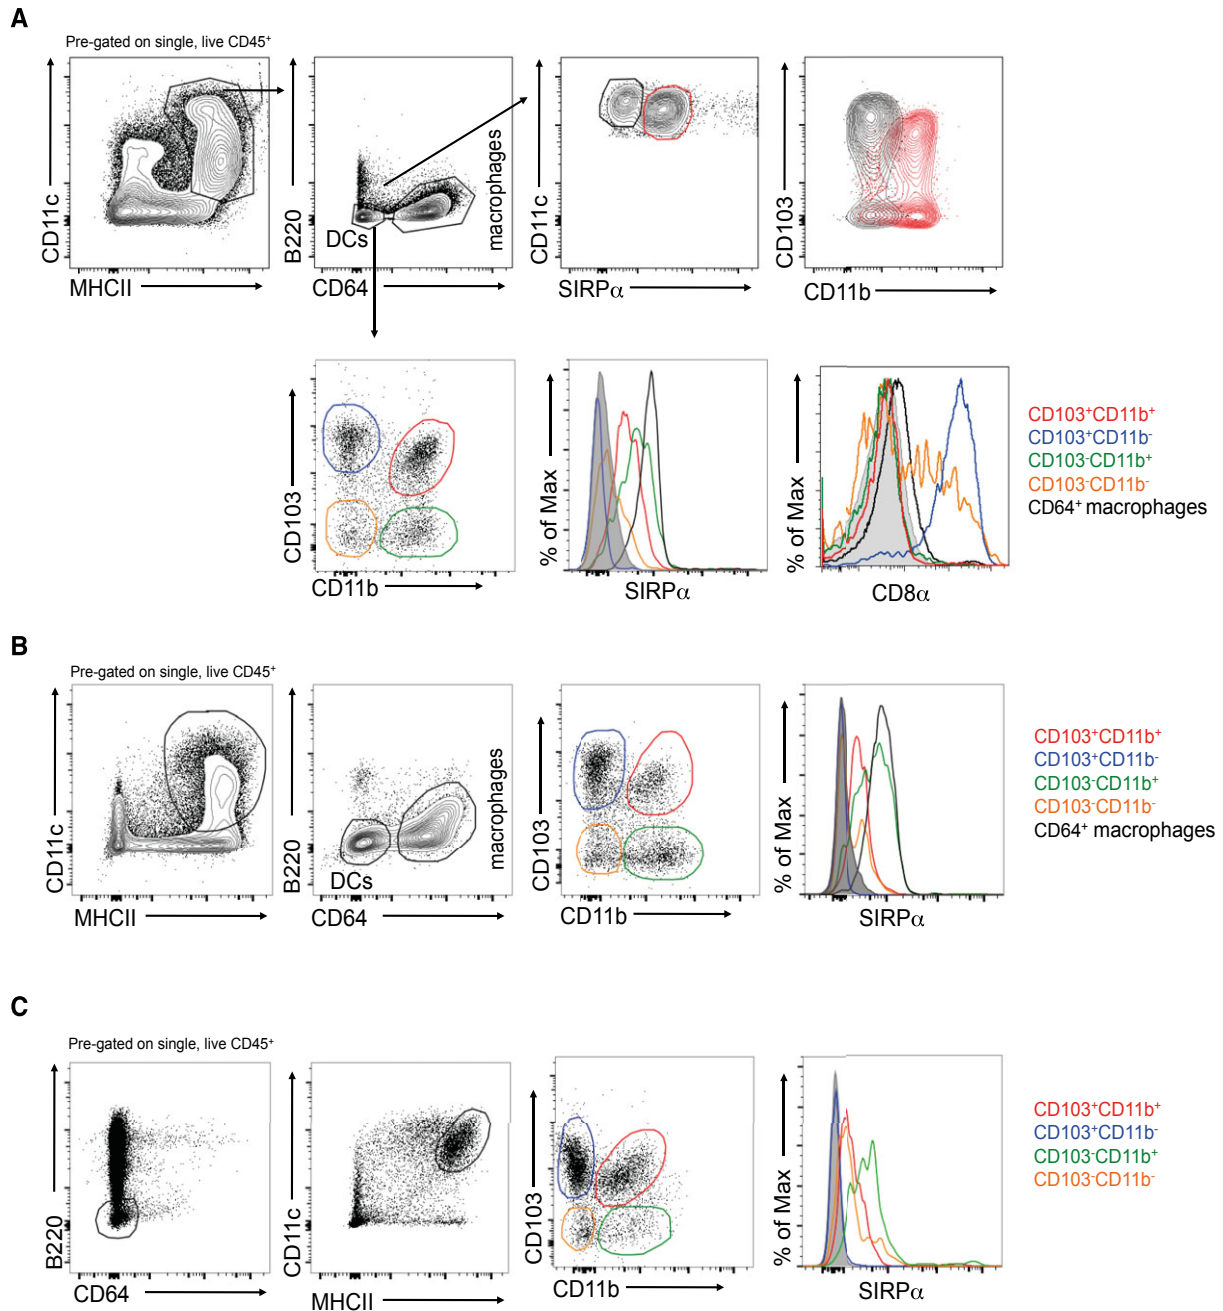 A
Pre-gated on single, live CD45⁺
CD11c
MHCII
B220
DCs
macrophages
CD64
CD11c
SIRPα
CD103
CD11b
CD103
CD11b
% of Max
SIRPα
% of Max
CD8α
CD103⁺CD11b⁺
CD103⁺CD11b⁻
CD103⁻CD11b⁺
CD103⁻CD11b⁻
CD64⁺ macrophages
B
Pre-gated on single, live CD45⁺
CD11c
MHCII
B220
DCs
macrophages
CD64
CD103
CD11b
% of Max
SIRPα
CD103⁺CD11b⁺
CD103⁺CD11b⁻
CD103⁻CD11b⁺
CD103⁻CD11b⁻
CD64⁺ macrophages
C
Pre-gated on single, live CD45⁺
B220
CD64
CD11c
MHCII
CD103
CD11b
% of Max
SIRPα
CD103⁺CD11b⁺
CD103⁺CD11b⁻
CD103⁻CD11b⁺
CD103⁻CD11b⁻